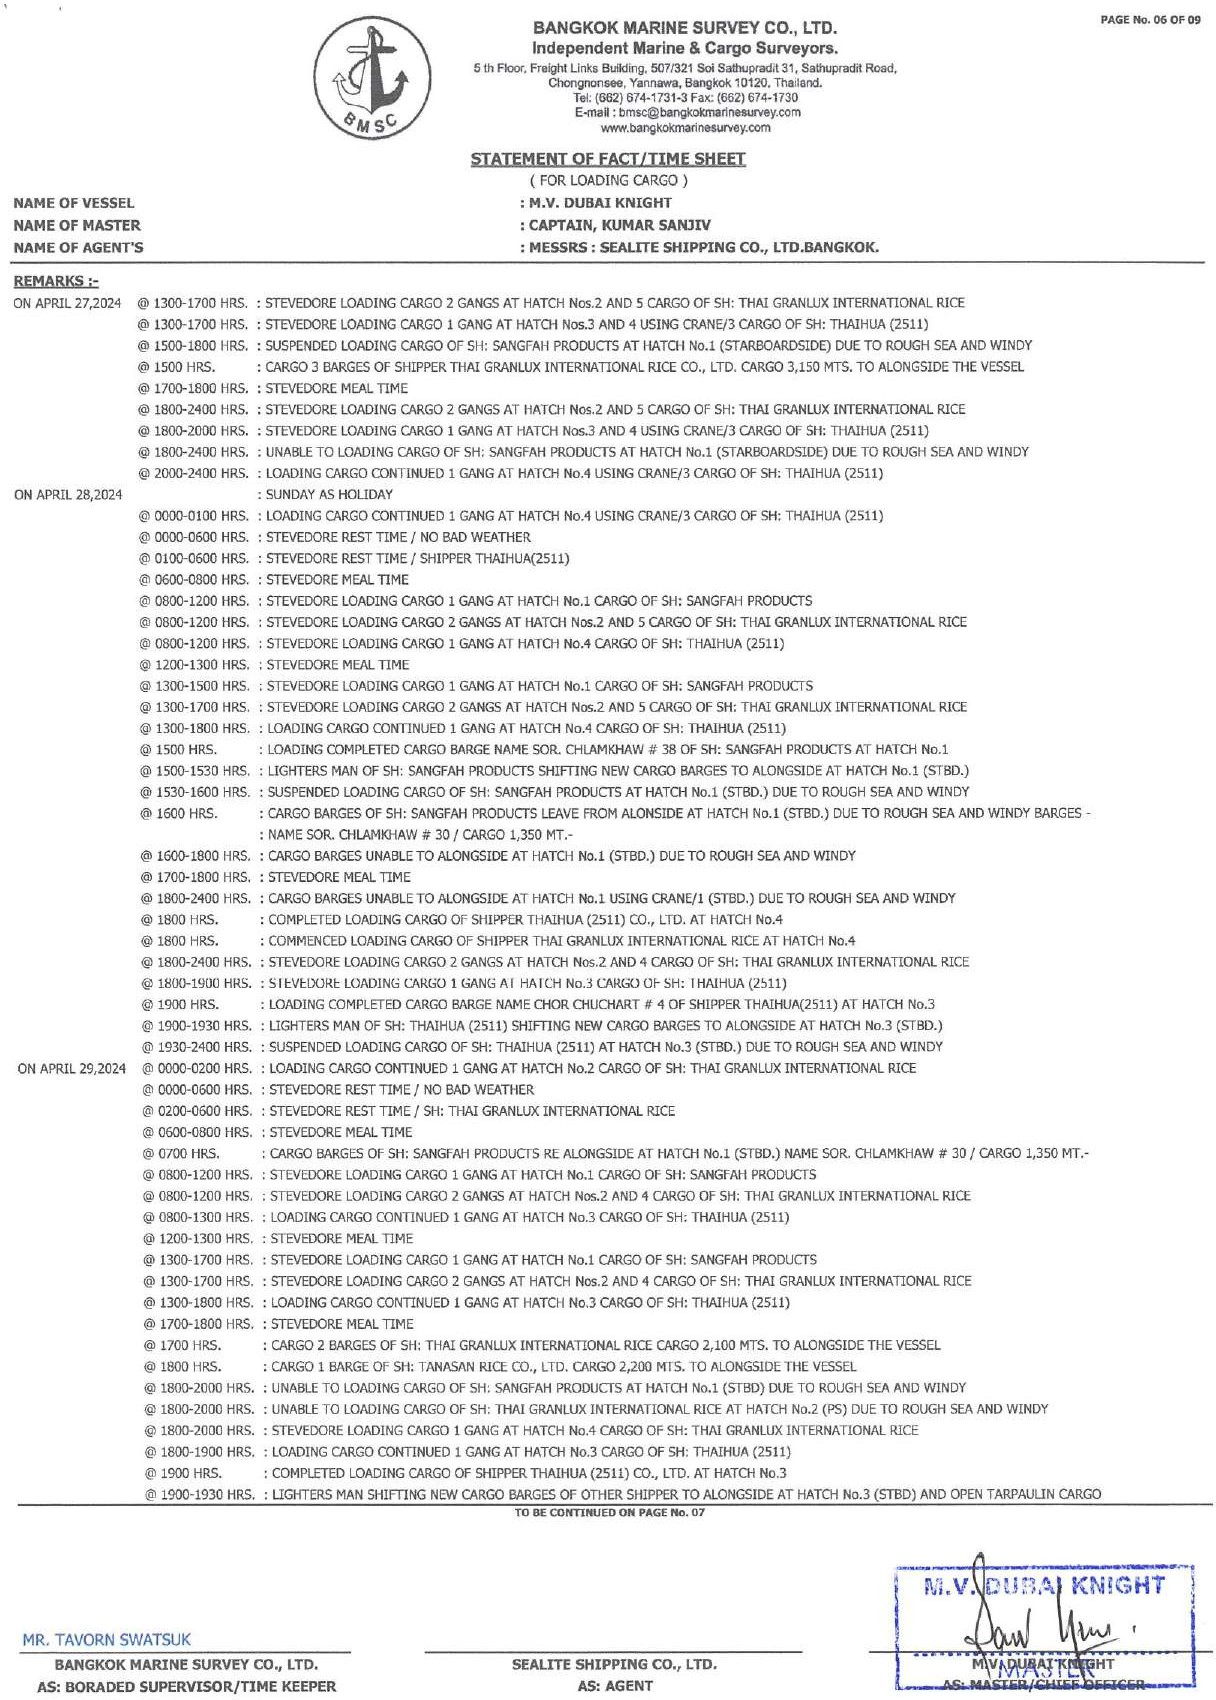 PAGE No. 06 OF 09
BANGKOK MARINE SURVEY CO., LTD.
Independent Marine & Cargo Surveyors.
5 th Floor, Freight Links Building, 507/321 Soi Sathupradit 31, Sathupradit Road,
Chongnonsee, Yannawa, Bangkok 10120, Thailand.
Tel: (662) 674-1731-3 Fax: (662) 674-1730
E-mail : bmsc@bangkokmarinesurvey.com
www.bangkokmarinesurvey.com
BMSC
STATEMENT OF FACT/TIME SHEET
( FOR LOADING CARGO )
NAME OF VESSEL : M.V. DUBAI KNIGHT
NAME OF MASTER : CAPTAIN, KUMAR SANJIV
NAME OF AGENT'S : MESSRS : SEALITE SHIPPING CO., LTD.BANGKOK.
REMARKS :-
ON APRIL 27,2024 @ 1300-1700 HRS. : STEVEDORE LOADING CARGO 2 GANGS AT HATCH Nos.2 AND 5 CARGO OF SH: THAI GRANLUX INTERNATIONAL RICE
@ 1300-1700 HRS. : STEVEDORE LOADING CARGO 1 GANG AT HATCH Nos.3 AND 4 USING CRANE/3 CARGO OF SH: THAIHUA (2511)
@ 1500-1800 HRS. : SUSPENDED LOADING CARGO OF SH: SANGFAH PRODUCTS AT HATCH No.1 (STARBOARDSIDE) DUE TO ROUGH SEA AND WINDY
@ 1500 HRS. : CARGO 3 BARGES OF SHIPPER THAI GRANLUX INTERNATIONAL RICE CO., LTD. CARGO 3,150 MTS. TO ALONGSIDE THE VESSEL
@ 1700-1800 HRS. : STEVEDORE MEAL TIME
@ 1800-2400 HRS. : STEVEDORE LOADING CARGO 2 GANGS AT HATCH Nos.2 AND 5 CARGO OF SH: THAI GRANLUX INTERNATIONAL RICE
@ 1800-2000 HRS. : STEVEDORE LOADING CARGO 1 GANG AT HATCH Nos.3 AND 4 USING CRANE/3 CARGO OF SH: THAIHUA (2511)
@ 1800-2400 HRS. : UNABLE TO LOADING CARGO OF SH: SANGFAH PRODUCTS AT HATCH No.1 (STARBOARDSIDE) DUE TO ROUGH SEA AND WINDY
@ 2000-2400 HRS. : LOADING CARGO CONTINUED 1 GANG AT HATCH No.4 USING CRANE/3 CARGO OF SH: THAIHUA (2511)
ON APRIL 28,2024 : SUNDAY AS HOLIDAY
@ 0000-0100 HRS. : LOADING CARGO CONTINUED 1 GANG AT HATCH No.4 USING CRANE/3 CARGO OF SH: THAIHUA (2511)
@ 0000-0600 HRS. : STEVEDORE REST TIME / NO BAD WEATHER
@ 0100-0600 HRS. : STEVEDORE REST TIME / SHIPPER THAIHUA(2511)
@ 0600-0800 HRS. : STEVEDORE MEAL TIME
@ 0800-1200 HRS. : STEVEDORE LOADING CARGO 1 GANG AT HATCH No.1 CARGO OF SH: SANGFAH PRODUCTS
@ 0800-1200 HRS. : STEVEDORE LOADING CARGO 2 GANGS AT HATCH Nos.2 AND 5 CARGO OF SH: THAI GRANLUX INTERNATIONAL RICE
@ 0800-1200 HRS. : STEVEDORE LOADING CARGO 1 GANG AT HATCH No.4 CARGO OF SH: THAIHUA (2511)
@ 1200-1300 HRS. : STEVEDORE MEAL TIME
@ 1300-1500 HRS. : STEVEDORE LOADING CARGO 1 GANG AT HATCH No.1 CARGO OF SH: SANGFAH PRODUCTS
@ 1300-1700 HRS. : STEVEDORE LOADING CARGO 2 GANGS AT HATCH Nos.2 AND 5 CARGO OF SH: THAI GRANLUX INTERNATIONAL RICE
@ 1300-1800 HRS. : LOADING CARGO CONTINUED 1 GANG AT HATCH No.4 CARGO OF SH: THAIHUA (2511)
@ 1500 HRS. : LOADING COMPLETED CARGO BARGE NAME SOR. CHLAMKHAW # 38 OF SH: SANGFAH PRODUCTS AT HATCH No.1
@ 1500-1530 HRS. : LIGHTERS MAN OF SH: SANGFAH PRODUCTS SHIFTING NEW CARGO BARGES TO ALONGSIDE AT HATCH No.1 (STBD.)
@ 1530-1600 HRS. : SUSPENDED LOADING CARGO OF SH: SANGFAH PRODUCTS AT HATCH No.1 (STBD.) DUE TO ROUGH SEA AND WINDY
@ 1600 HRS. : CARGO BARGES OF SH: SANGFAH PRODUCTS LEAVE FROM ALONSIDE AT HATCH No.1 (STBD.) DUE TO ROUGH SEA AND WINDY BARGES -
: NAME SOR. CHLAMKHAW # 30 / CARGO 1,350 MT.-
@ 1600-1800 HRS. : CARGO BARGES UNABLE TO ALONGSIDE AT HATCH No.1 (STBD.) DUE TO ROUGH SEA AND WINDY
@ 1700-1800 HRS. : STEVEDORE MEAL TIME
@ 1800-2400 HRS. : CARGO BARGES UNABLE TO ALONGSIDE AT HATCH No.1 USING CRANE/1 (STBD.) DUE TO ROUGH SEA AND WINDY
@ 1800 HRS. : COMPLETED LOADING CARGO OF SHIPPER THAIHUA (2511) CO., LTD. AT HATCH No.4
@ 1800 HRS. : COMMENCED LOADING CARGO OF SHIPPER THAI GRANLUX INTERNATIONAL RICE AT HATCH No.4
@ 1800-2400 HRS. : STEVEDORE LOADING CARGO 2 GANGS AT HATCH Nos.2 AND 4 CARGO OF SH: THAI GRANLUX INTERNATIONAL RICE
@ 1800-1900 HRS. : STEVEDORE LOADING CARGO 1 GANG AT HATCH No.3 CARGO OF SH: THAIHUA (2511)
@ 1900 HRS. : LOADING COMPLETED CARGO BARGE NAME CHOR CHUCHART # 4 OF SHIPPER THAIHUA(2511) AT HATCH No.3
@ 1900-1930 HRS. : LIGHTERS MAN OF SH: THAIHUA (2511) SHIFTING NEW CARGO BARGES TO ALONGSIDE AT HATCH No.3 (STBD.)
@ 1930-2400 HRS. : SUSPENDED LOADING CARGO OF SH: THAIHUA (2511) AT HATCH No.3 (STBD.) DUE TO ROUGH SEA AND WINDY
ON APRIL 29,2024 @ 0000-0200 HRS. : LOADING CARGO CONTINUED 1 GANG AT HATCH No.2 CARGO OF SH: THAI GRANLUX INTERNATIONAL RICE
@ 0000-0600 HRS. : STEVEDORE REST TIME / NO BAD WEATHER
@ 0200-0600 HRS. : STEVEDORE REST TIME / SH: THAI GRANLUX INTERNATIONAL RICE
@ 0600-0800 HRS. : STEVEDORE MEAL TIME
@ 0700 HRS. : CARGO BARGES OF SH: SANGFAH PRODUCTS RE ALONGSIDE AT HATCH No.1 (STBD.) NAME SOR. CHLAMKHAW # 30 / CARGO 1,350 MT.-
@ 0800-1200 HRS. : STEVEDORE LOADING CARGO 1 GANG AT HATCH No.1 CARGO OF SH: SANGFAH PRODUCTS
@ 0800-1200 HRS. : STEVEDORE LOADING CARGO 2 GANGS AT HATCH Nos.2 AND 4 CARGO OF SH: THAI GRANLUX INTERNATIONAL RICE
@ 0800-1300 HRS. : LOADING CARGO CONTINUED 1 GANG AT HATCH No.3 CARGO OF SH: THAIHUA (2511)
@ 1200-1300 HRS. : STEVEDORE MEAL TIME
@ 1300-1700 HRS. : STEVEDORE LOADING CARGO 1 GANG AT HATCH No.1 CARGO OF SH: SANGFAH PRODUCTS
@ 1300-1700 HRS. : STEVEDORE LOADING CARGO 2 GANGS AT HATCH Nos.2 AND 4 CARGO OF SH: THAI GRANLUX INTERNATIONAL RICE
@ 1300-1800 HRS. : LOADING CARGO CONTINUED 1 GANG AT HATCH No.3 CARGO OF SH: THAIHUA (2511)
@ 1700-1800 HRS. : STEVEDORE MEAL TIME
@ 1700 HRS. : CARGO 2 BARGES OF SH: THAI GRANLUX INTERNATIONAL RICE CARGO 2,100 MTS. TO ALONGSIDE THE VESSEL
@ 1800 HRS. : CARGO 1 BARGE OF SH: TANASAN RICE CO., LTD. CARGO 2,200 MTS. TO ALONGSIDE THE VESSEL
@ 1800-2000 HRS. : UNABLE TO LOADING CARGO OF SH: SANGFAH PRODUCTS AT HATCH No.1 (STBD) DUE TO ROUGH SEA AND WINDY
@ 1800-2000 HRS. : UNABLE TO LOADING CARGO OF SH: THAI GRANLUX INTERNATIONAL RICE AT HATCH No.2 (PS) DUE TO ROUGH SEA AND WINDY
@ 1800-2000 HRS. : STEVEDORE LOADING CARGO 1 GANG AT HATCH No.4 CARGO OF SH: THAI GRANLUX INTERNATIONAL RICE
@ 1800-1900 HRS. : LOADING CARGO CONTINUED 1 GANG AT HATCH No.3 CARGO OF SH: THAIHUA (2511)
@ 1900 HRS. : COMPLETED LOADING CARGO OF SHIPPER THAIHUA (2511) CO., LTD. AT HATCH No.3
@ 1900-1930 HRS. : LIGHTERS MAN SHIFTING NEW CARGO BARGES OF OTHER SHIPPER TO ALONGSIDE AT HATCH No.3 (STBD) AND OPEN TARPAULIN CARGO
TO BE CONTINUED ON PAGE No. 07
M.V. DUBAI KNIGHT
MR. TAVORN SWATSUK
BANGKOK MARINE SURVEY CO., LTD. SEALITE SHIPPING CO., LTD. M.V. DUBAI KNIGHT
MASTER
AS: BORADED SUPERVISOR/TIME KEEPER AS: AGENT AS: MASTER/CHIEF OFFICER